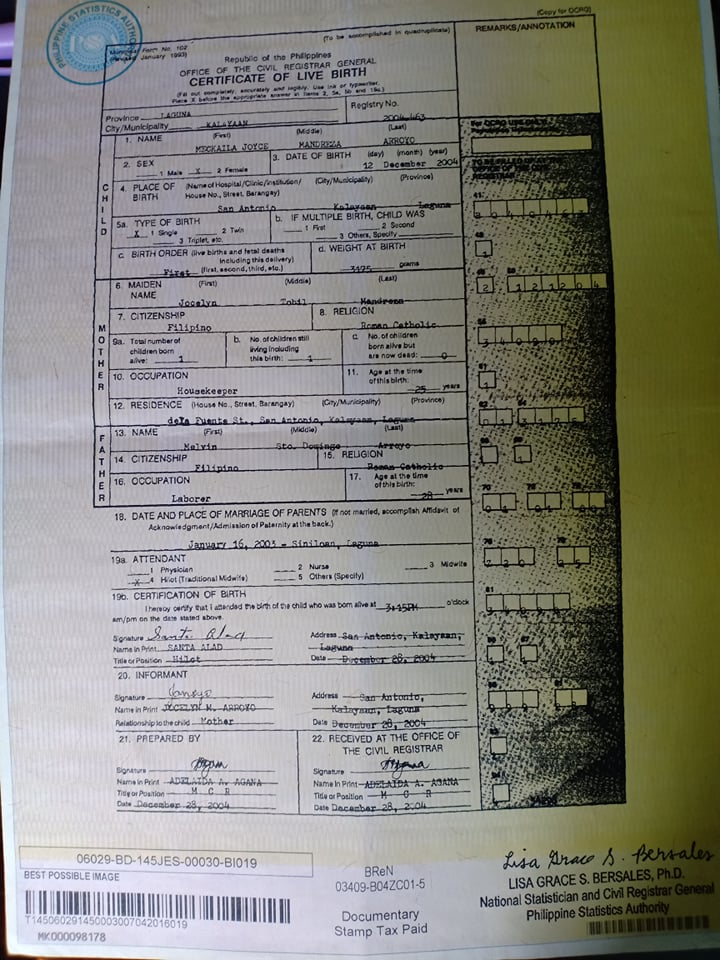 (Copy for OCRG)
PHILIPPINE STATISTICS AUTHORITY
Municipal Form No. 102
(Revised January 1993)
(To be accomplished in quadruplicate)
REMARKS/ANNOTATION
Republic of the Philippines
OFFICE OF THE CIVIL REGISTRAR GENERAL
CERTIFICATE OF LIVE BIRTH
(Fill out completely, accurately and legibly. Use ink or typewriter.
Place X before the appropriate answer in items 2, 5a, 5b and 19a.)
Province LAGUNA
Registry No.
City/Municipality KALAYAAN
2004-463
1. NAME (First) (Middle) (Last)
MECKAILA JOYCE MANDREZA ARROYO
2. SEX
1 Male X 2 Female
3. DATE OF BIRTH (day) (month) (year)
12 December 2004
CHILD
4. PLACE OF BIRTH (Name of Hospital/Clinic/Institution/ House No., Street, Barangay) (City/Municipality) (Province)
San Antonio Kalayaan Laguna
5a. TYPE OF BIRTH
X 1 Single 2 Twin
3 Triplet, etc.
b. IF MULTIPLE BIRTH, CHILD WAS
1 First 2 Second
3 Others, Specify
c. BIRTH ORDER (live births and fetal deaths
including this delivery)
First (first, second, third, etc.)
d. WEIGHT AT BIRTH
3175 grams
MOTHER
6. MAIDEN NAME (First) (Middle) (Last)
Jocelyn Tobil Mandreza
7. CITIZENSHIP
Filipino
8. RELIGION
Roman Catholic
9a. Total number of
children born
alive: 1
b. No. of children still
living including
this birth: 1
c. No. of children
born alive but
are now dead: 0
10. OCCUPATION
Housekeeper
11. Age at the time
of this birth: 25 years
12. RESIDENCE (House No., Street, Barangay) (City/Municipality) (Province)
dela Fuente St., San Antonio, Kalayaan, Laguna
FATHER
13. NAME (First) (Middle) (Last)
Melvin Sto. Domingo Arroyo
14. CITIZENSHIP
Filipino
15. RELIGION
Roman Catholic
16. OCCUPATION
Laborer
17. Age at the time
of this birth: 28 years
18. DATE AND PLACE OF MARRIAGE OF PARENTS (If not married, accomplish Affidavit of
Acknowledgment/Admission of Paternity at the back.)
January 16, 2003 - Siniloan, Laguna
19a. ATTENDANT
1 Physician 2 Nurse 3 Midwife
X 4 Hilot (Traditional Midwife) 5 Others (Specify)
19b. CERTIFICATION OF BIRTH
I hereby certify that I attended the birth of the child who was born alive at 3:15PM o'clock
am/pm on the date stated above.
Signature Santa Alad
Name in Print SANTA ALAD
Title or Position Hilot
Address San Antonio, Kalayaan,
Laguna
Date December 28, 2004
20. INFORMANT
Signature
Name in Print JOCELYN M. ARROYO
Relationship to the child Mother
Address San Antonio,
Kalayaan, Laguna
Date December 28, 2004
21. PREPARED BY
Signature
Name in Print ADELAIDA A. AGANA
Title or Position M C R
Date December 28, 2004
22. RECEIVED AT THE OFFICE OF
THE CIVIL REGISTRAR
Signature
Name in Print ADELAIDA A. AGANA
Title or Position M C R
Date December 28, 2004
06029-BD-145JES-00030-BI019
BEST POSSIBLE IMAGE
T145060291450003007042016019
MK000098178
BReN
03409-B04ZC01-5
Documentary
Stamp Tax Paid
Lisa Grace S. Bersales
LISA GRACE S. BERSALES, Ph.D.
National Statistician and Civil Registrar General
Philippine Statistics Authority